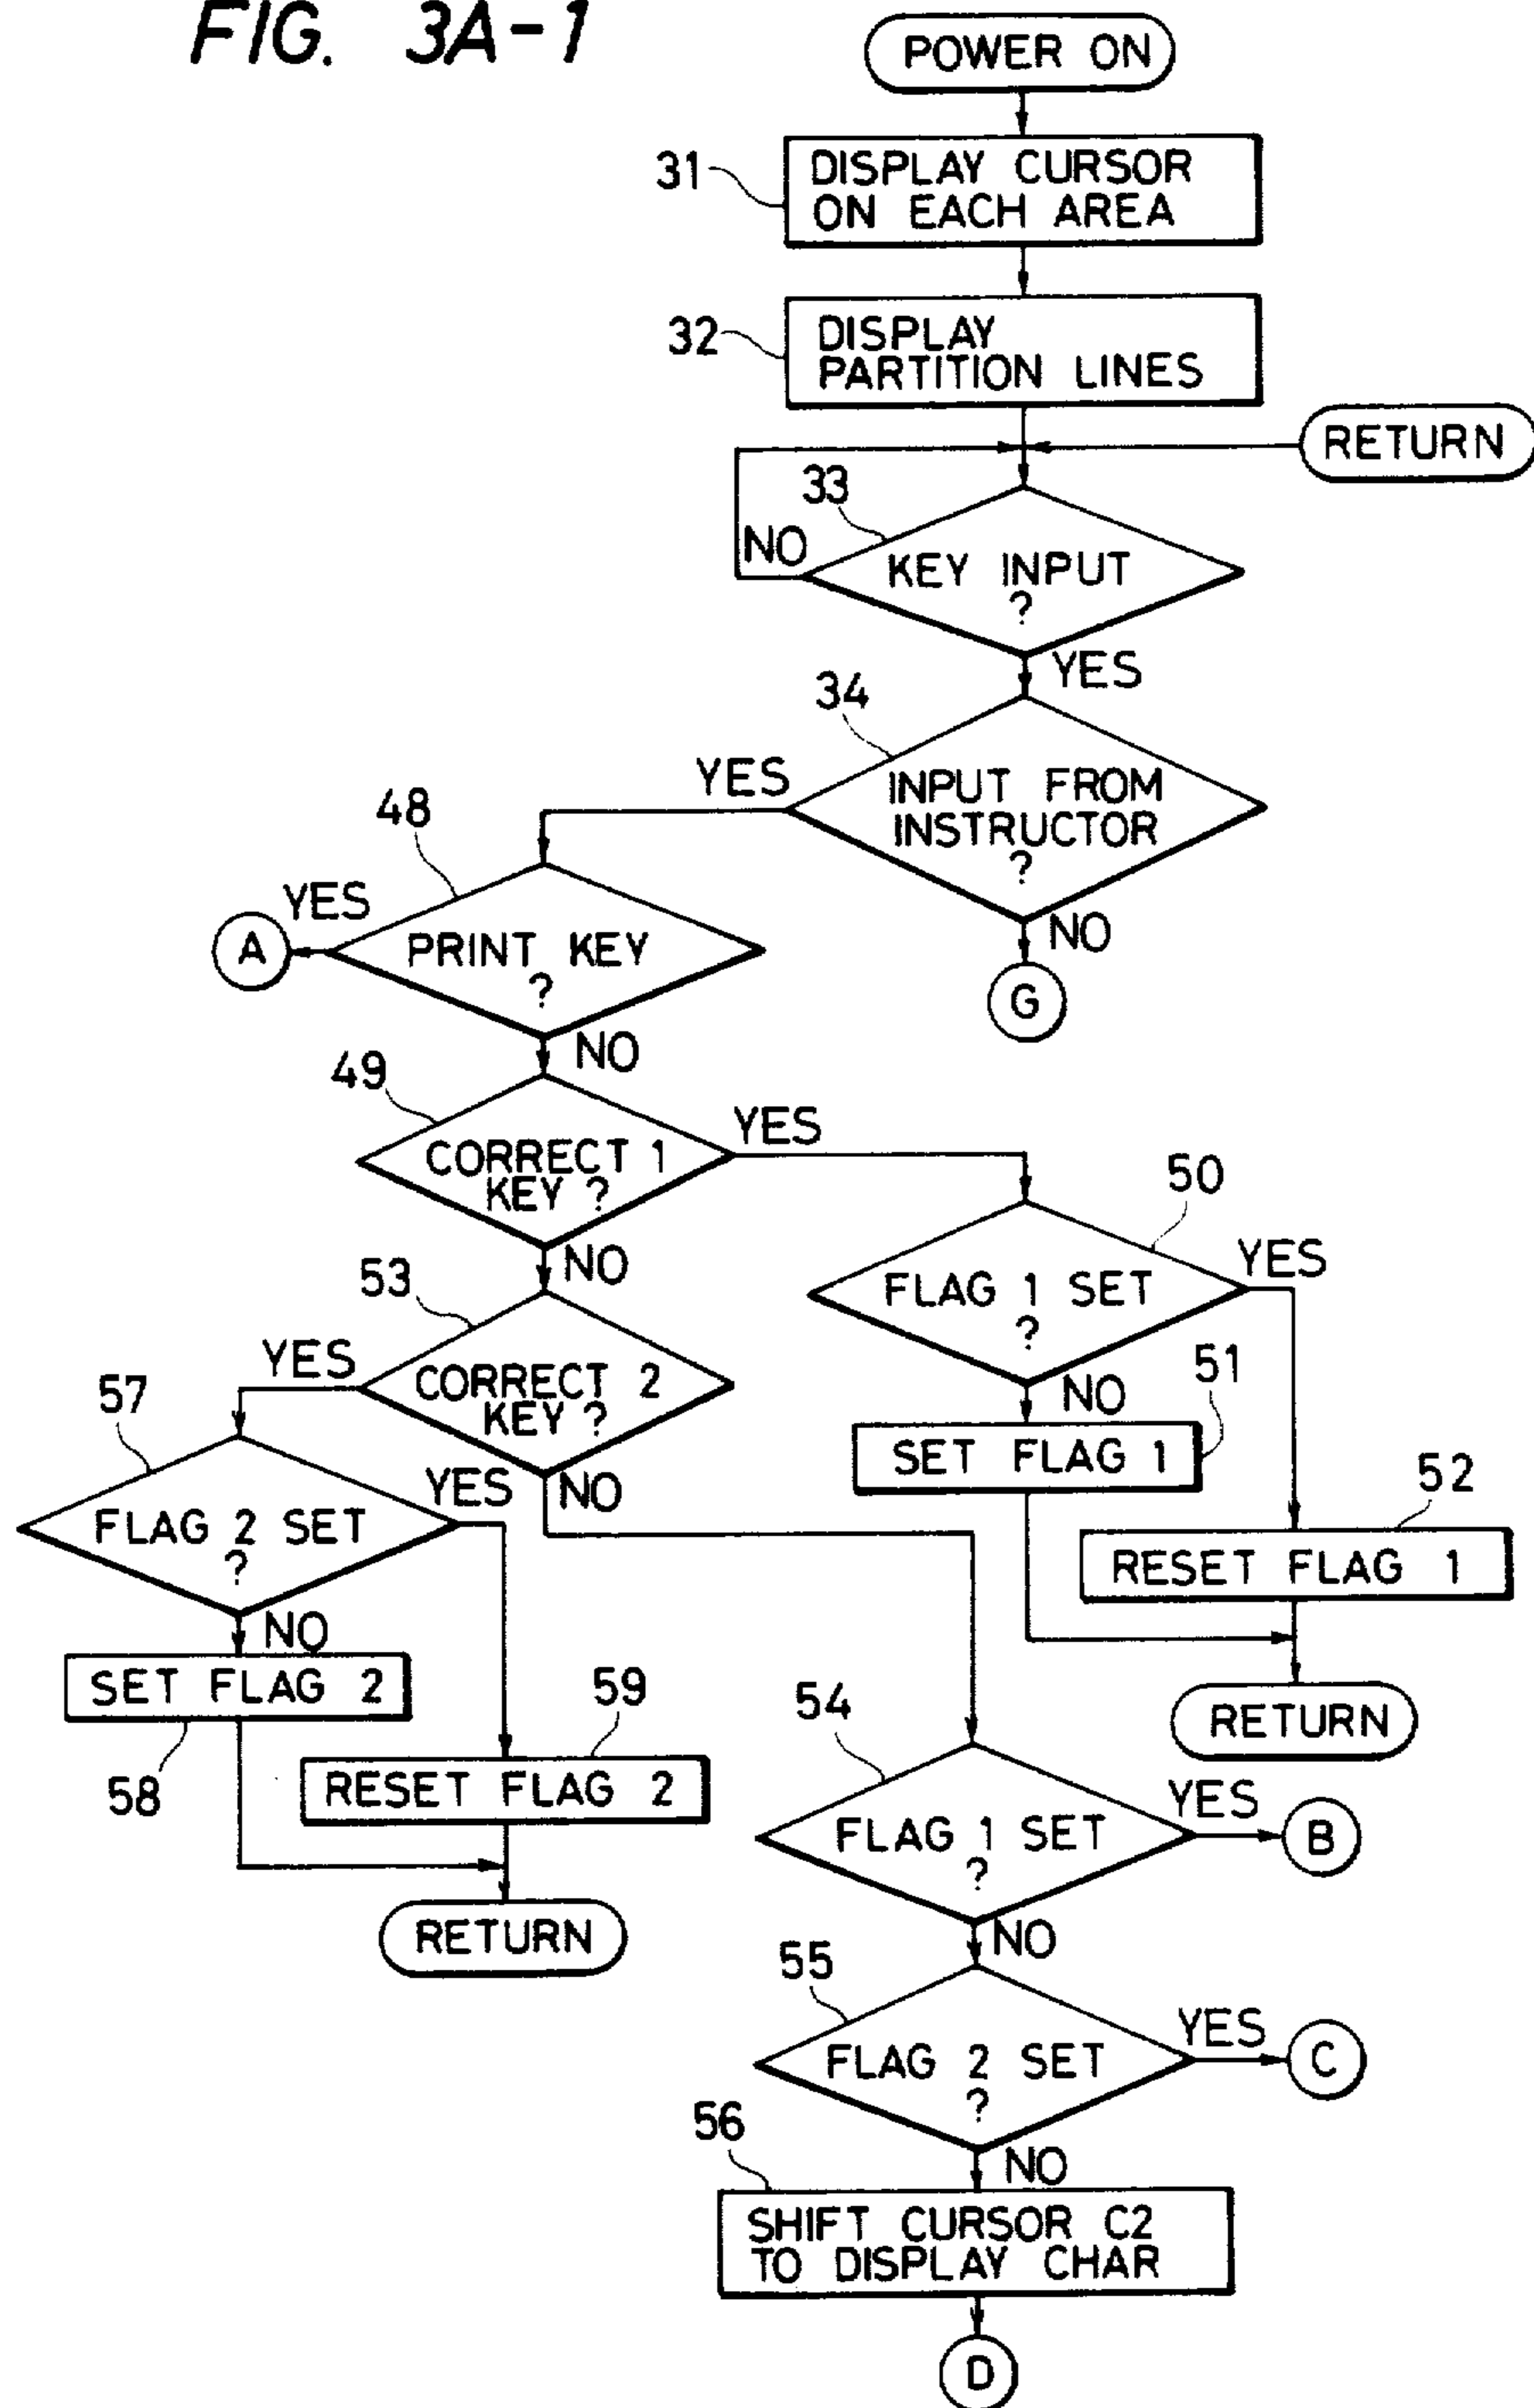 FIG. 3A-1
POWER ON
31
DISPLAY CURSOR
ON EACH AREA
32
DISPLAY
PARTITION LINES
RETURN
33
NO
KEY INPUT
?
YES
34
YES
INPUT FROM
INSTRUCTOR
?
48
YES
A
PRINT KEY
?
NO
G
NO
49
YES
CORRECT 1
KEY ?
50
NO
53
YES
FLAG 1 SET
?
YES
CORRECT 2
KEY ?
51
57
NO
SET FLAG 1
YES
NO
52
FLAG 2 SET
?
RESET FLAG 1
NO
SET FLAG 2
59
54
RETURN
58
RESET FLAG 2
YES
FLAG 1 SET
?
B
RETURN
NO
55
YES
FLAG 2 SET
?
C
56
NO
SHIFT CURSOR C2
TO DISPLAY CHAR
D